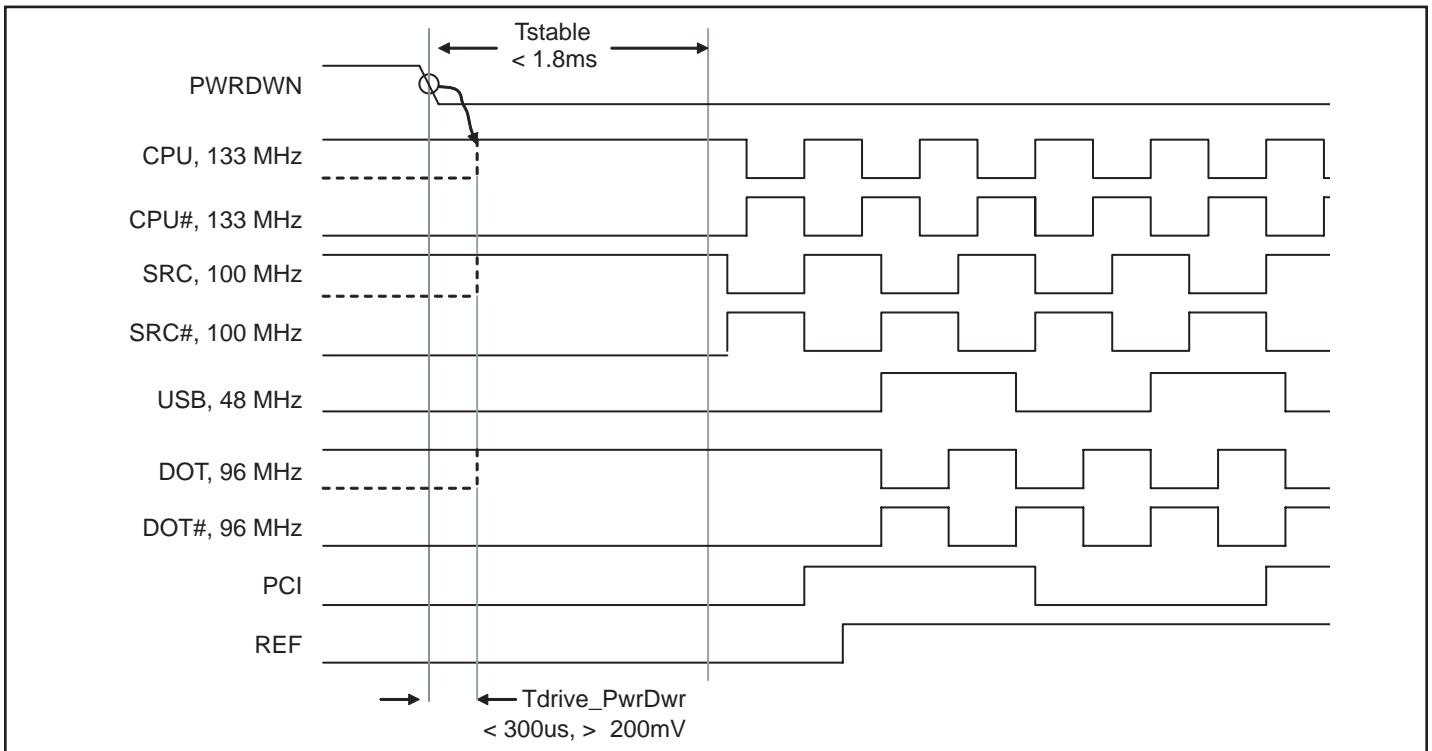 Tstable
< 1.8ms
PWRDWN
CPU, 133 MHz
CPU#, 133 MHz
SRC, 100 MHz
SRC#, 100 MHz
USB, 48 MHz
DOT, 96 MHz
DOT#, 96 MHz
PCI
REF
Tdrive_PwrDwr
< 300us, > 200mV